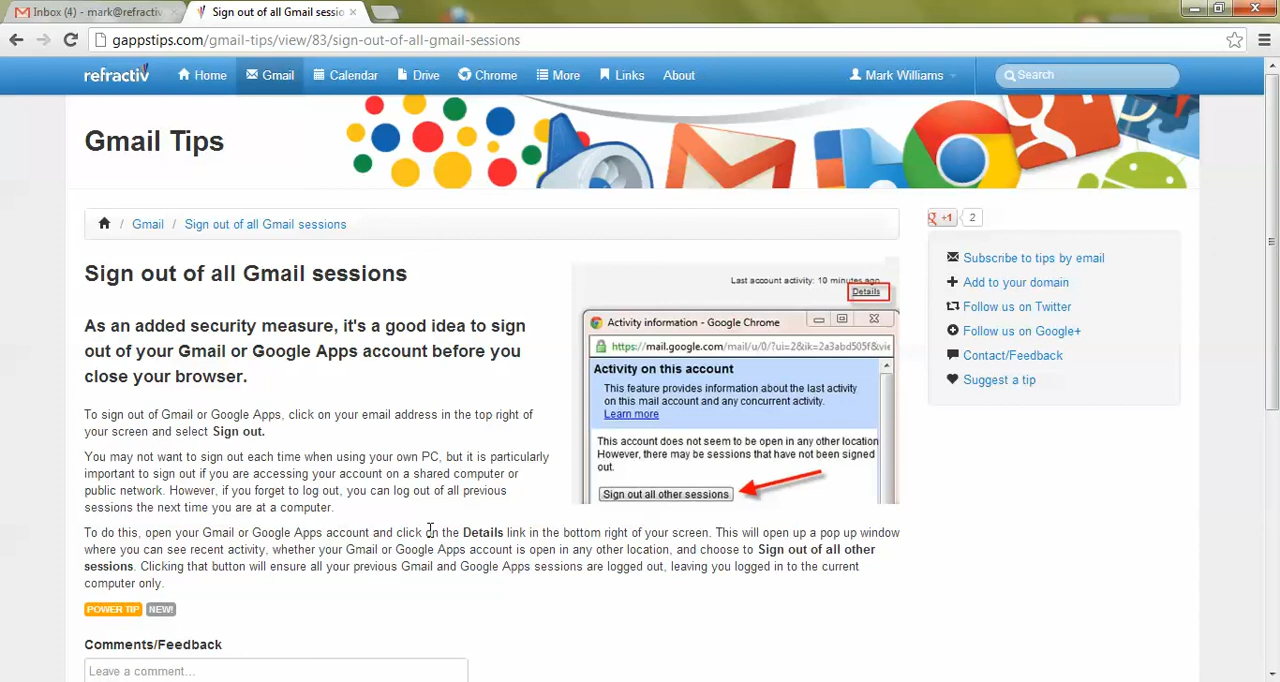 Inbox (4) - mark@refractiv
Sign out of all Gmail sessio
gappstips.com/gmail-tips/view/83/sign-out-of-all-gmail-sessions
refractiv Home Gmail Calendar Drive Chrome More Links About Mark Williams Search
Gmail Tips
/ Gmail / Sign out of all Gmail sessions
g +1 2
Sign out of all Gmail sessions
As an added security measure, it's a good idea to sign
out of your Gmail or Google Apps account before you
close your browser.
To sign out of Gmail or Google Apps, click on your email address in the top right of
your screen and select Sign out.
You may not want to sign out each time when using your own PC, but it is particularly
important to sign out if you are accessing your account on a shared computer or
public network. However, if you forget to log out, you can log out of all previous
sessions the next time you are at a computer.
Last account activity: 10 minutes ago
Details
Activity information - Google Chrome
https://mail.google.com/mail/u/0/?ui=2&ik=2a3abd505f&vie
Activity on this account
This feature provides information about the last activity
on this mail account and any concurrent activity.
Learn more
This account does not seem to be open in any other location
However, there may be sessions that have not been signed
out.
Sign out all other sessions
To do this, open your Gmail or Google Apps account and click on the Details link in the bottom right of your screen. This will open up a pop up window
where you can see recent activity, whether your Gmail or Google Apps account is open in any other location, and choose to Sign out of all other
sessions. Clicking that button will ensure all your previous Gmail and Google Apps sessions are logged out, leaving you logged in to the current
computer only.
POWER TIP NEW!
Comments/Feedback
Leave a comment...
Subscribe to tips by email
Add to your domain
Follow us on Twitter
Follow us on Google+
Contact/Feedback
Suggest a tip